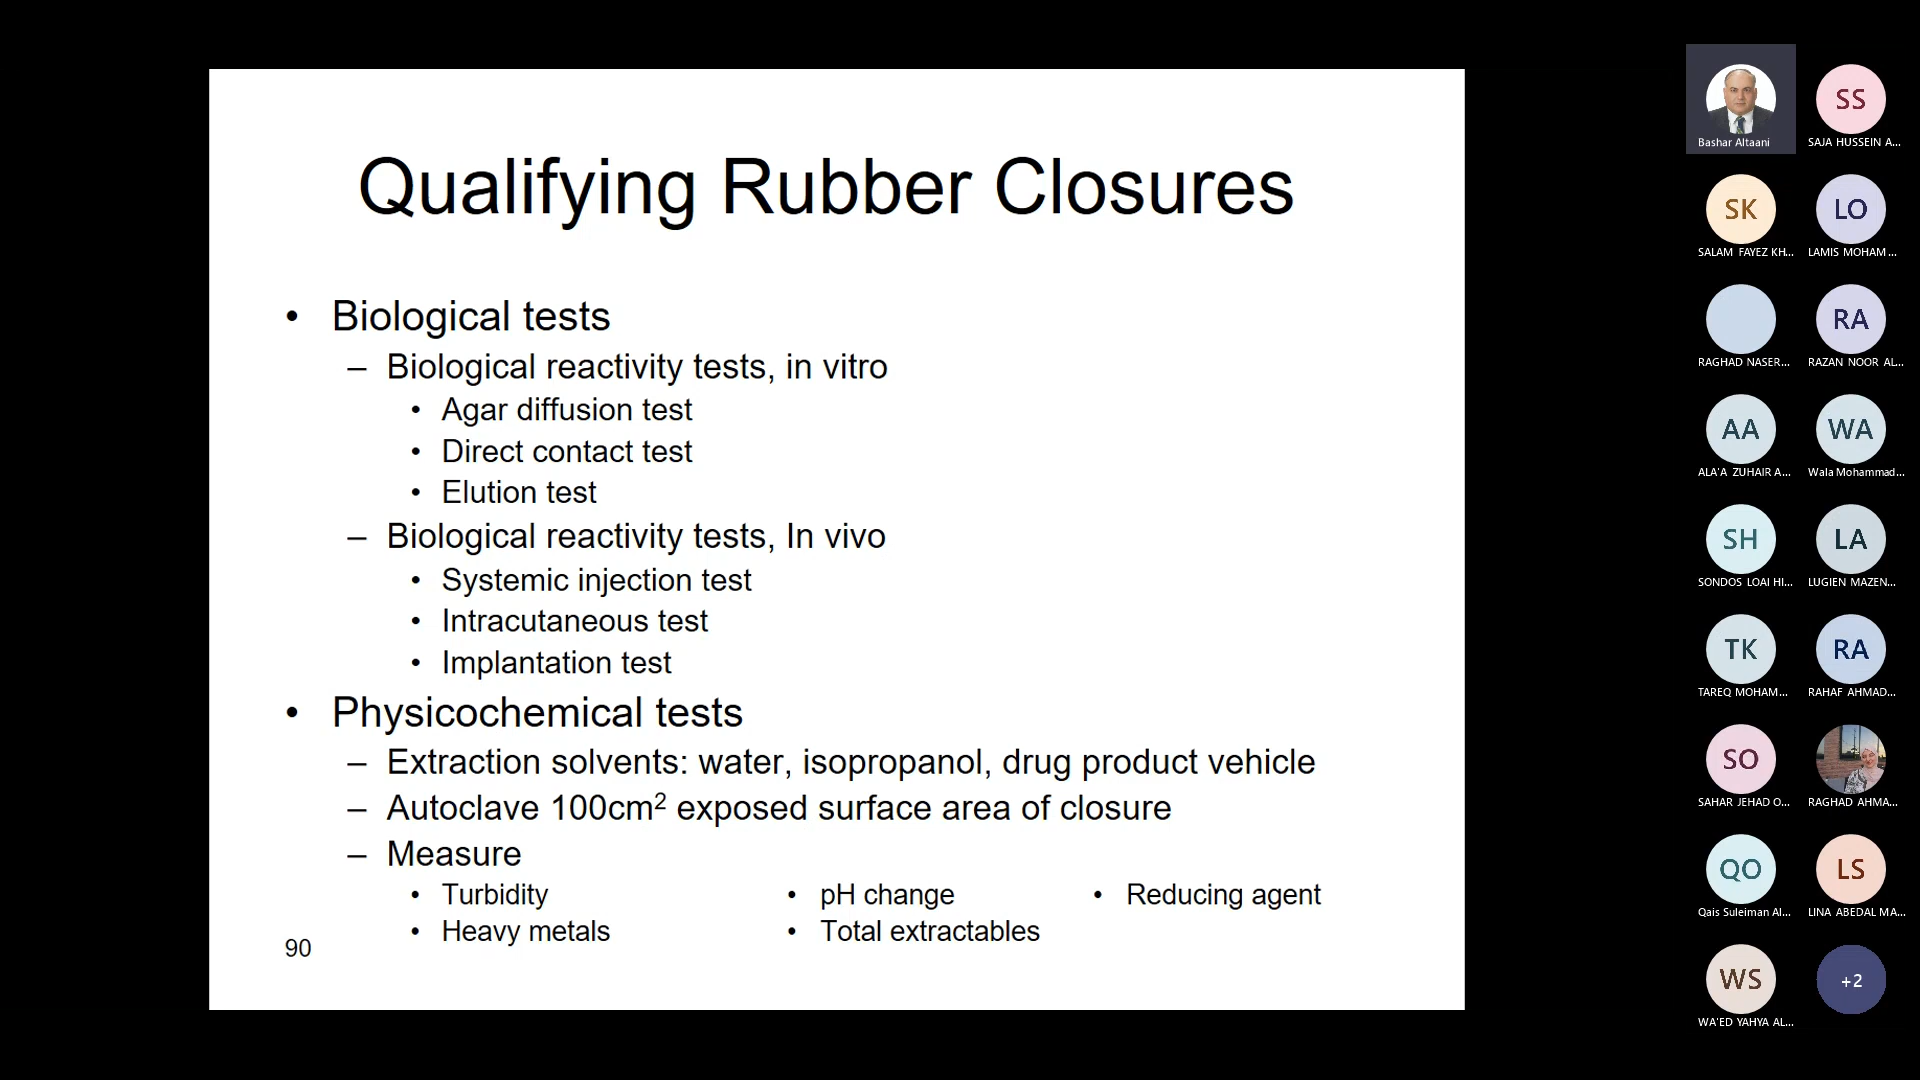 Qualifying Rubber Closures
• Biological tests
– Biological reactivity tests, in vitro
• Agar diffusion test
• Direct contact test
• Elution test
– Biological reactivity tests, In vivo
• Systemic injection test
• Intracutaneous test
• Implantation test
• Physicochemical tests
– Extraction solvents: water, isopropanol, drug product vehicle
– Autoclave 100cm² exposed surface area of closure
– Measure
• Turbidity • pH change • Reducing agent
• Heavy metals • Total extractables
90
SS
Bashar Altaani SAJA HUSSEIN A...
SK LO
SALAM FAYEZ KH... LAMIS MOHAM...
RA
RAGHAD NASER... RAZAN NOOR AL...
AA WA
ALA'A ZUHAIR A... Wala Mohammad...
SH LA
SONDOS LOAI HI... LUGIEN MAZEN...
TK RA
TAREQ MOHAM... RAHAF AHMAD...
SO
SAHAR JEHAD O... RAGHAD AHMA...
QO LS
Qais Suleiman Al... LINA ABEDAL MA...
WS +2
WA'ED YAHYA AL...